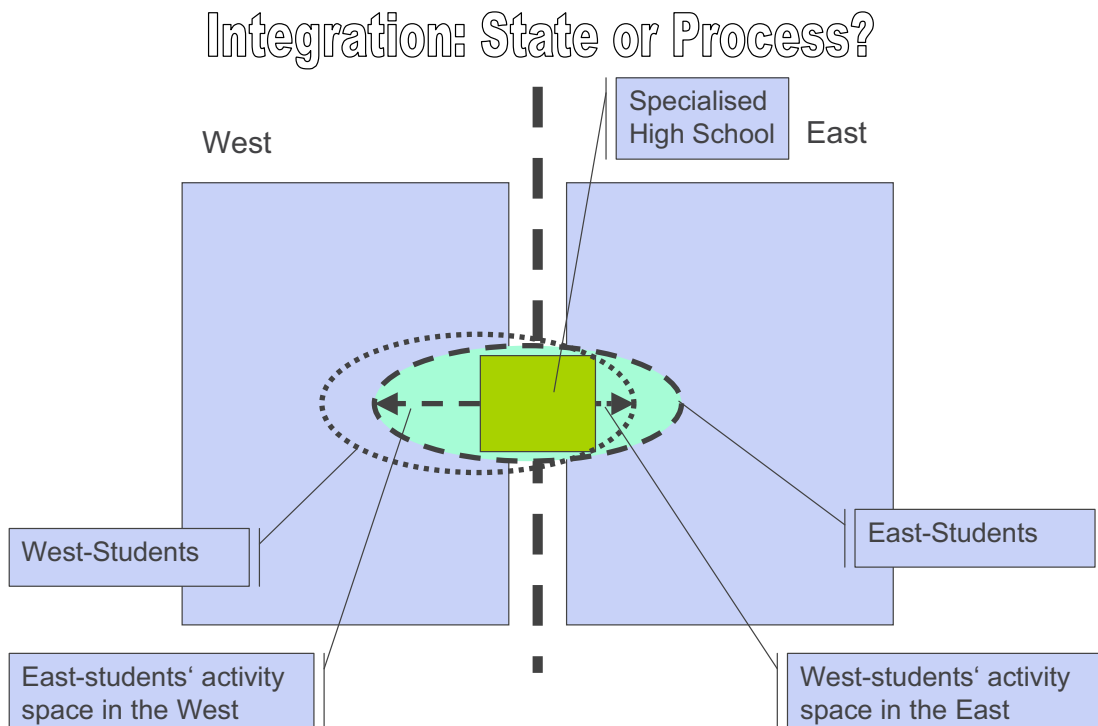 Integration: State or Process?
Specialised
High School
West
East
West-Students
East-Students
East-students‘ activity
space in the West
West-students‘ activity
space in the East